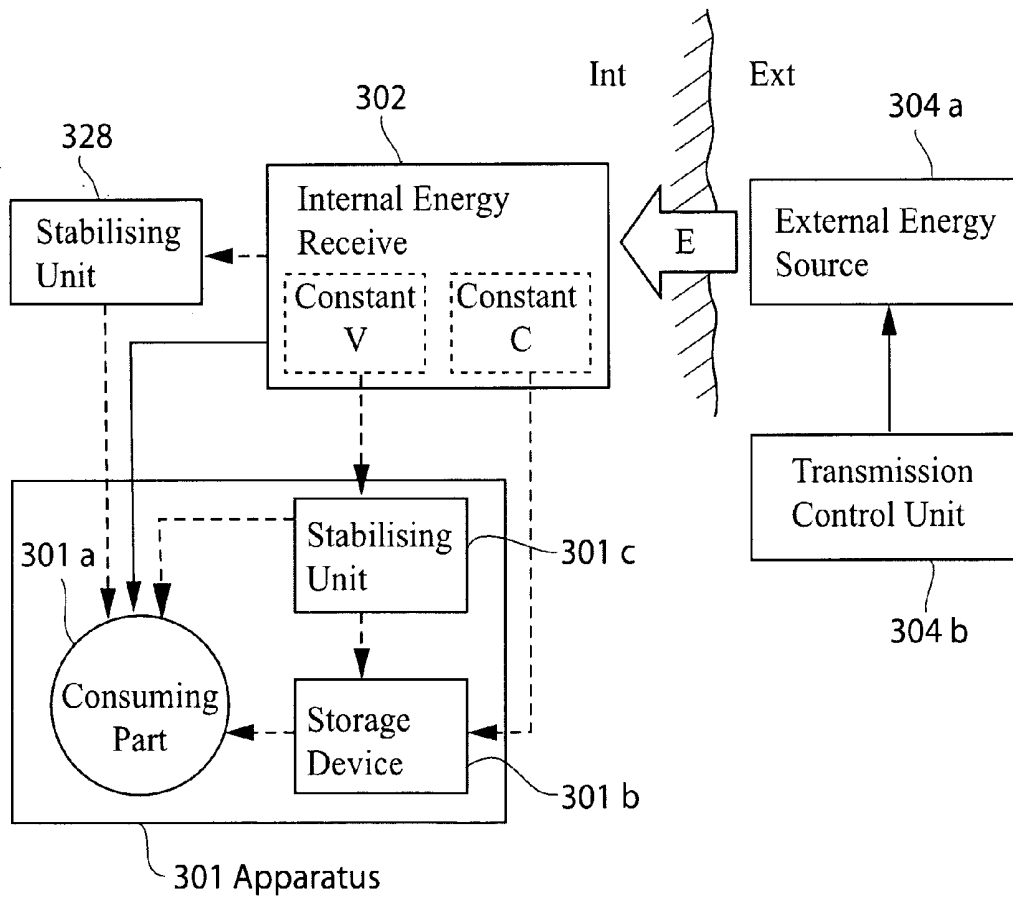 Int
Ext
302
304 a
328
Internal Energy
Receive
External Energy
Source
Stabilising
Unit
E
Constant
V
Constant
C
Transmission
Control Unit
Stabilising
Unit
301 a
301 c
304 b
Consuming
Part
Storage
Device
301 b
301 Apparatus